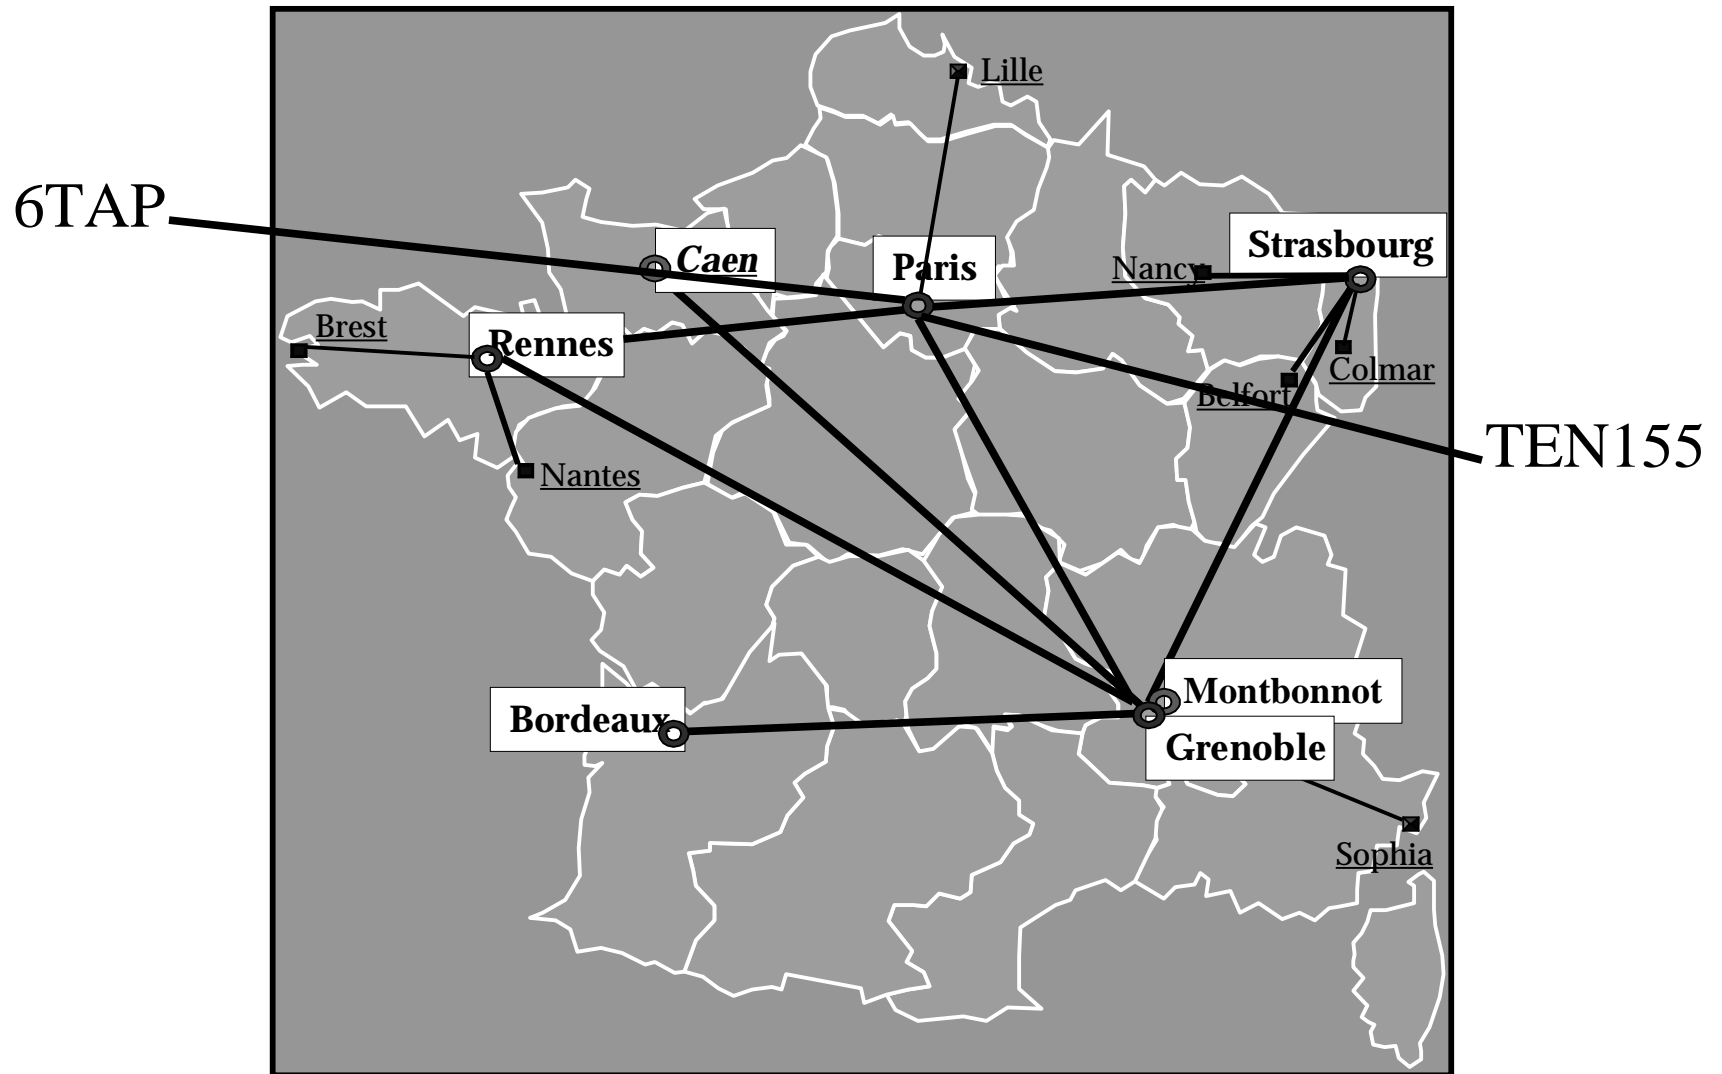 Lille
6TAP
Strasbourg
Caen
Paris
Nancy
Brest
Rennes
Colmar
Belfort
TEN155
Nantes
Montbonnot
Bordeaux
Grenoble
Sophia